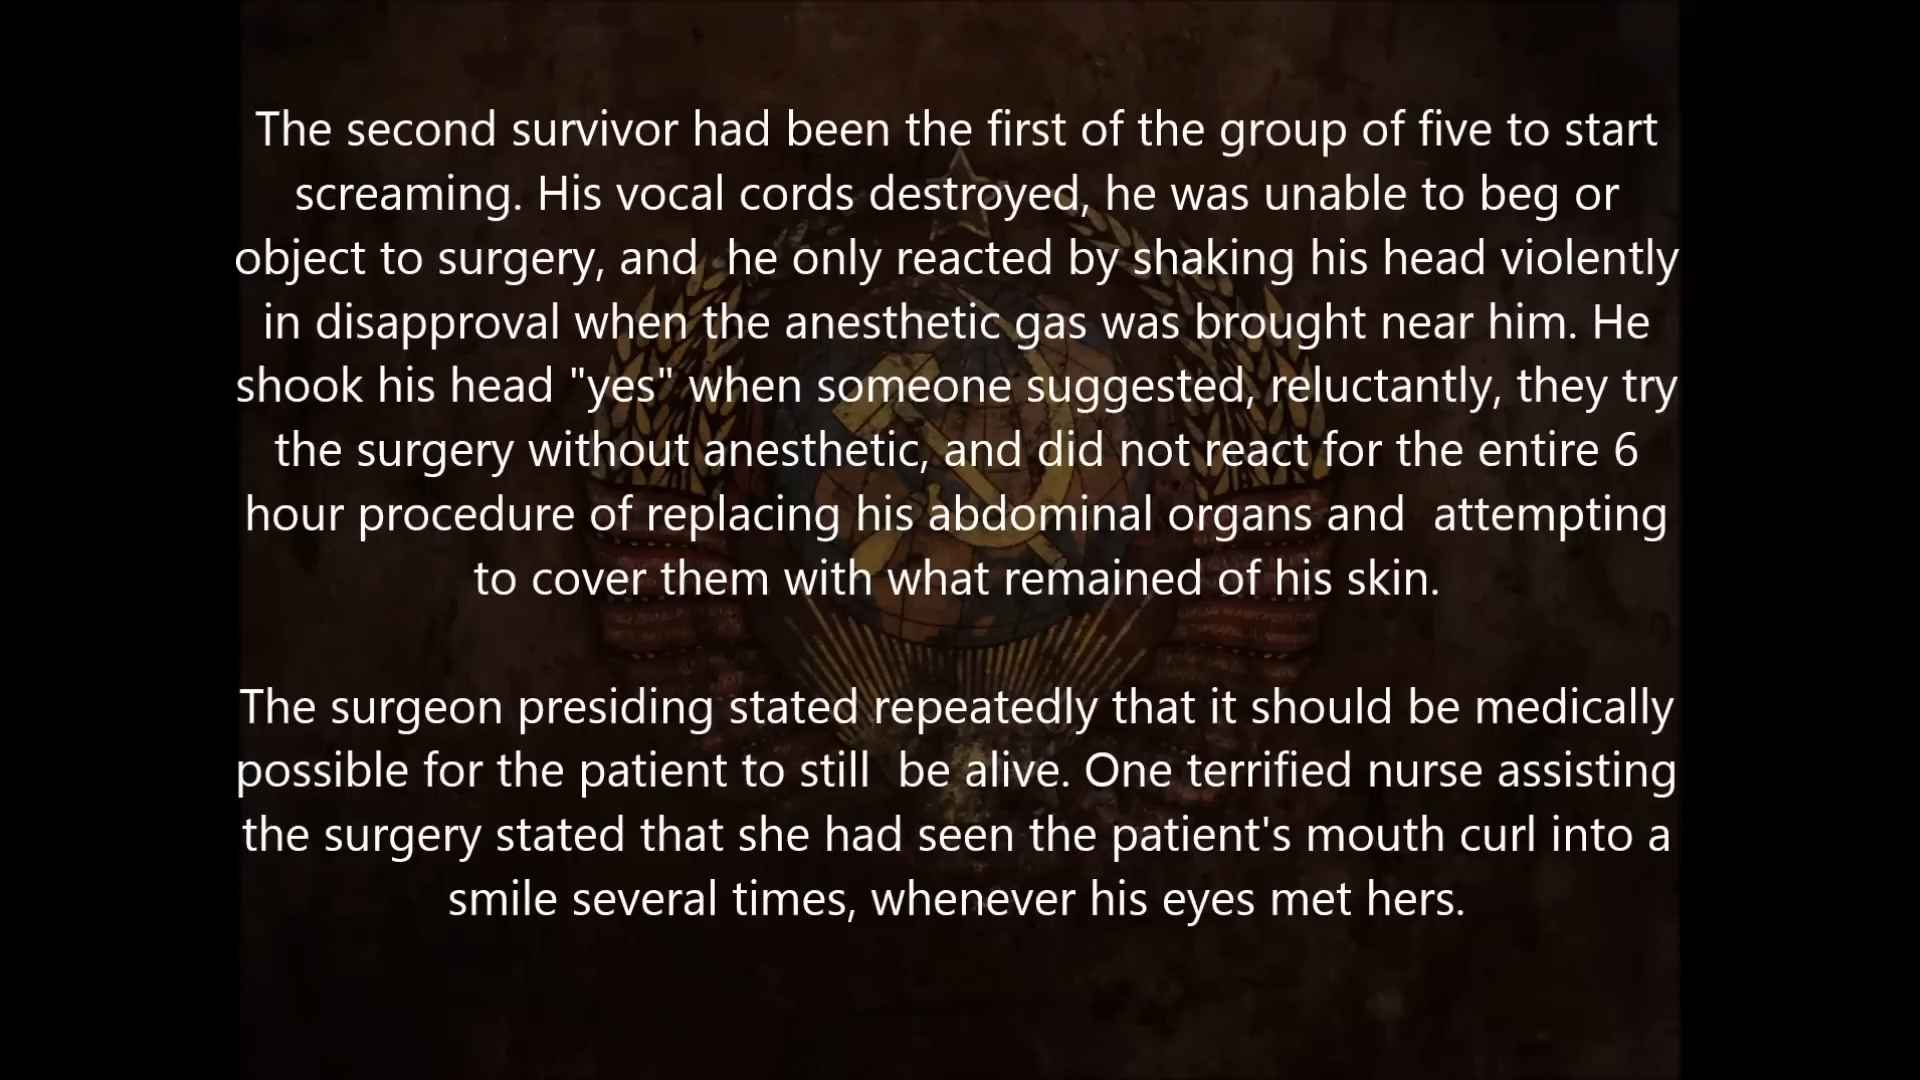 The second survivor had been the first of the group of five to start
screaming. His vocal cords destroyed, he was unable to beg or
object to surgery, and  he only reacted by shaking his head violently
in disapproval when the anesthetic gas was brought near him. He
shook his head "yes" when someone suggested, reluctantly, they try
the surgery without anesthetic, and did not react for the entire 6
hour procedure of replacing his abdominal organs and  attempting
to cover them with what remained of his skin.
The surgeon presiding stated repeatedly that it should be medically
possible for the patient to still  be alive. One terrified nurse assisting
the surgery stated that she had seen the patient's mouth curl into a
smile several times, whenever his eyes met hers.